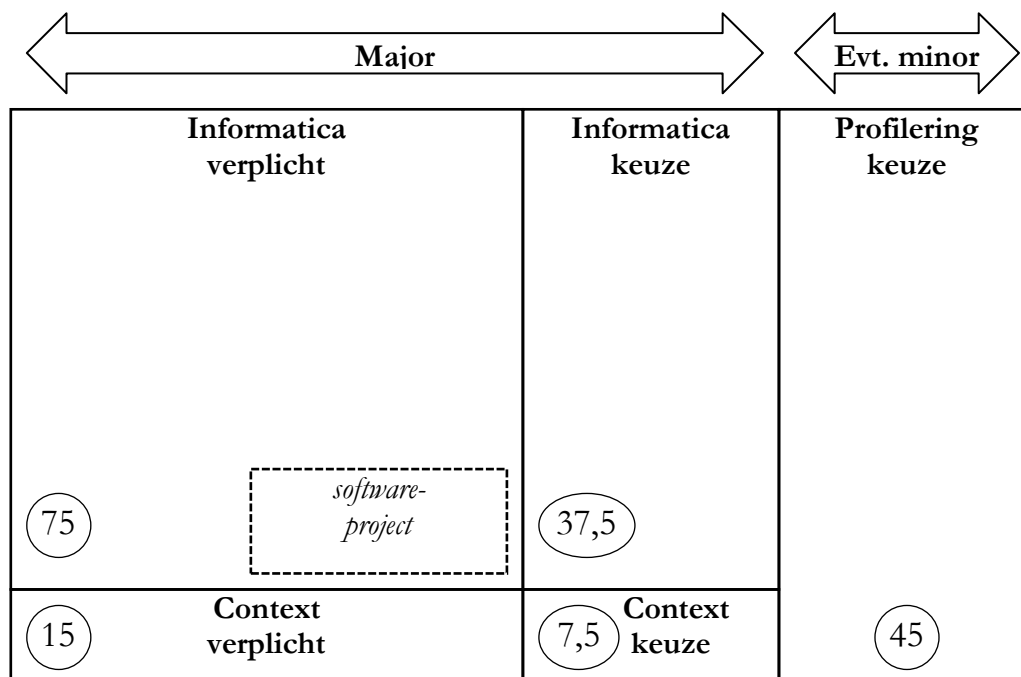 Major
Evt. minor
Informatica
verplicht
Informatica
keuze
Profilering
keuze
software-
project
75
37,5
Context
verplicht
15
Context
keuze
7,5
45